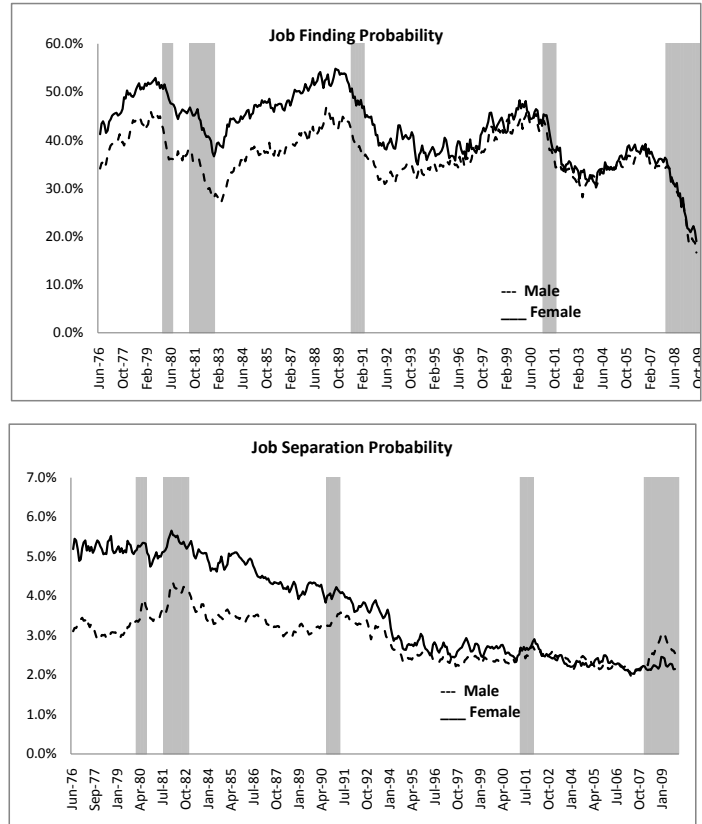 Job Finding Probability
60.0%
50.0%
40.0%
30.0%
20.0%
10.0%
0.0%
--- Male
___ Female
Jun-76
Oct-77
Feb-79
Jun-80
Oct-81
Feb-83
Jun-84
Oct-85
Feb-87
Jun-88
Oct-89
Feb-91
Jun-92
Oct-93
Feb-95
Jun-96
Oct-97
Feb-99
Jun-00
Oct-01
Feb-03
Jun-04
Oct-05
Feb-07
Jun-08
Oct-09
Job Separation Probability
7.0%
6.0%
5.0%
4.0%
3.0%
2.0%
1.0%
0.0%
--- Male
___ Female
Jun-76
Sep-77
Jan-79
Apr-80
Jul-81
Oct-82
Jan-84
Apr-85
Jul-86
Oct-87
Jan-89
Apr-90
Jul-91
Oct-92
Jan-94
Apr-95
Jul-96
Oct-97
Jan-99
Apr-00
Jul-01
Oct-02
Jan-04
Apr-05
Jul-06
Oct-07
Jan-09